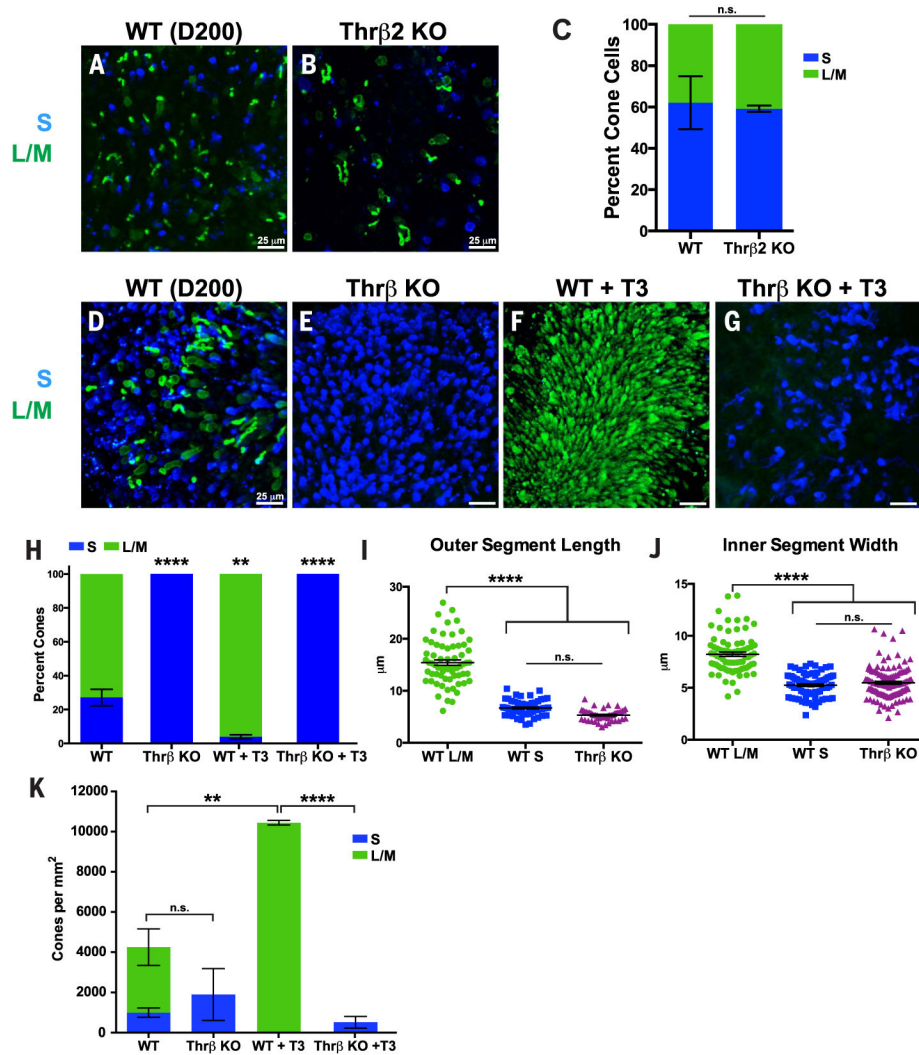 WT (D200) Thrβ2 KO
A B
S
L/M
25 μm 25 μm
C
n.s.
Percent Cone Cells
100
80
60
40
20
0
S
L/M
WT Thrβ2 KO
WT (D200) Thrβ KO WT + T3 Thrβ KO + T3
D E F G
S
L/M
25 μm
H
S L/M
**** ** ****
Percent Cones
100
80
60
40
20
0
WT Thrβ KO WT + T3 Thrβ KO + T3
I Outer Segment Length
****
n.s.
μm
30
20
10
0
WT L/M WT S Thrβ KO
J Inner Segment Width
****
n.s.
μm
15
10
5
0
WT L/M WT S Thrβ KO
K
** ****
n.s.
Cones per mm2
12000
10000
8000
6000
4000
2000
0
S
L/M
WT Thrβ KO WT + T3 Thrβ KO +T3